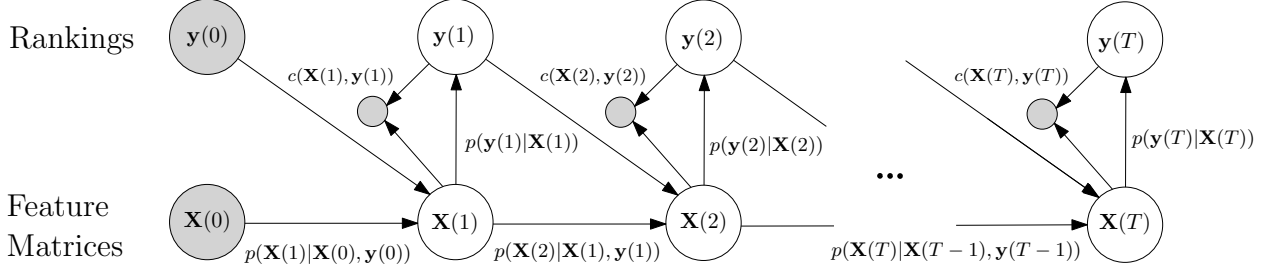 Rankings
y(0)
y(1)
y(2)
y(T)
c(X(1), y(1))
c(X(2), y(2))
c(X(T), y(T))
p(y(1)|X(1))
p(y(2)|X(2))
p(y(T)|X(T))
...
Feature
Matrices
X(0)
X(1)
X(2)
X(T)
p(X(1)|X(0), y(0))
p(X(2)|X(1), y(1))
p(X(T)|X(T − 1), y(T − 1))